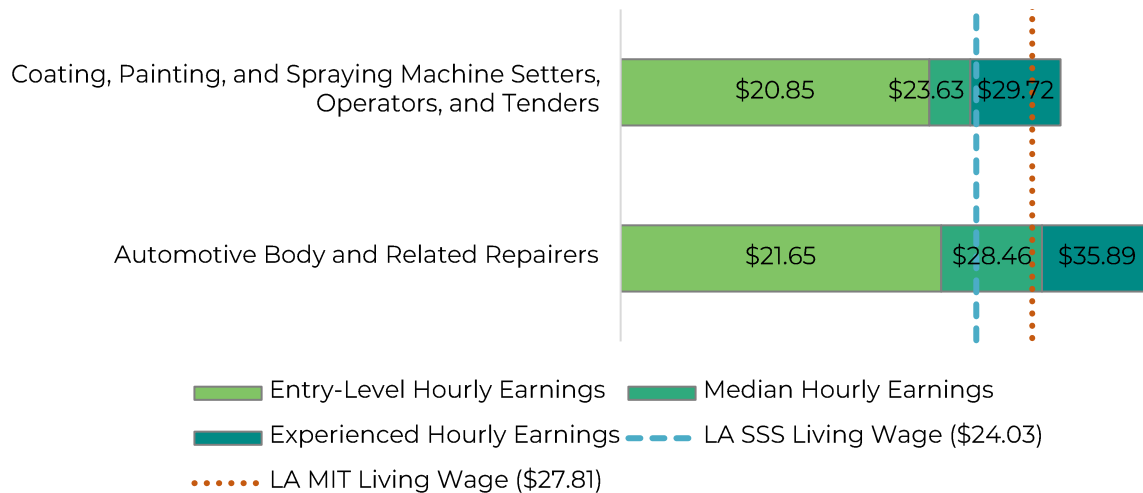 Coating, Painting, and Spraying Machine Setters,
Operators, and Tenders
$20.85
$23.63
$29.72
Automotive Body and Related Repairers
$21.65
$28.46
$35.89
Entry-Level Hourly Earnings
Median Hourly Earnings
Experienced Hourly Earnings
LA SSS Living Wage ($24.03)
LA MIT Living Wage ($27.81)